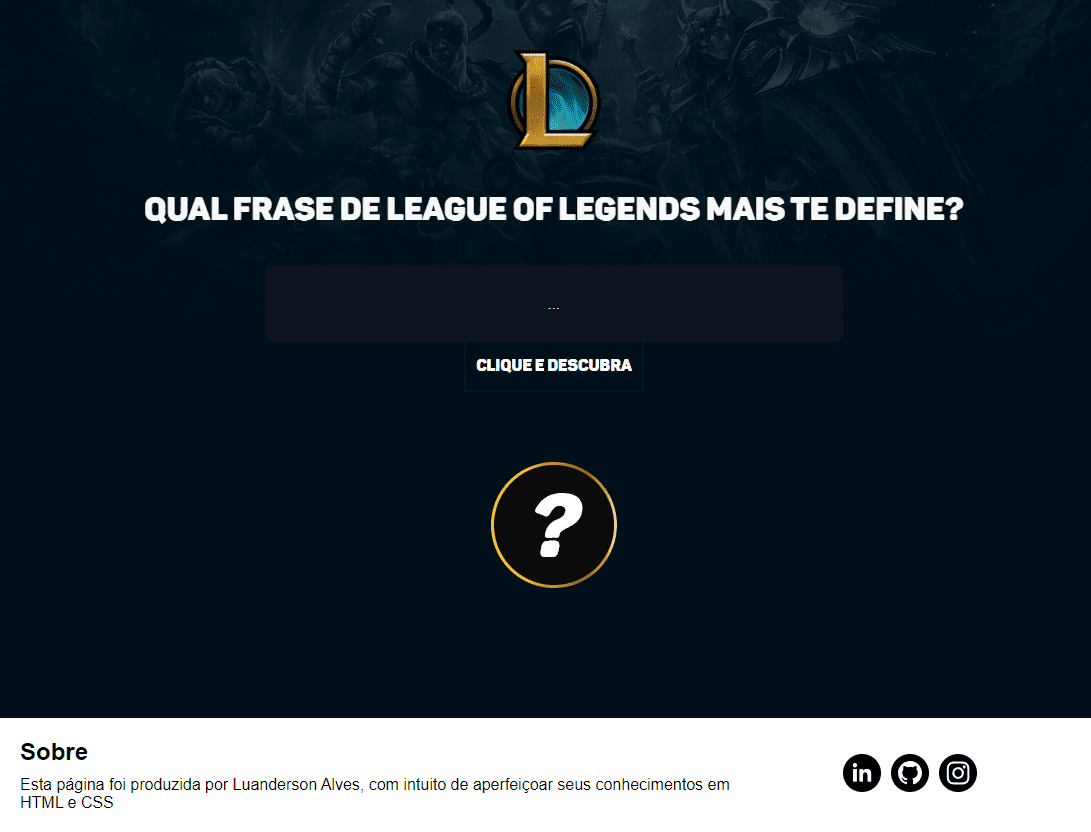 QUAL FRASE DE LEAGUE OF LEGENDS MAIS TE DEFINE?
...
CLIQUE E DESCUBRA
?
Sobre
Esta página foi produzida por Luanderson Alves, com intuito de aperfeiçoar seus conhecimentos em
HTML e CSS
in